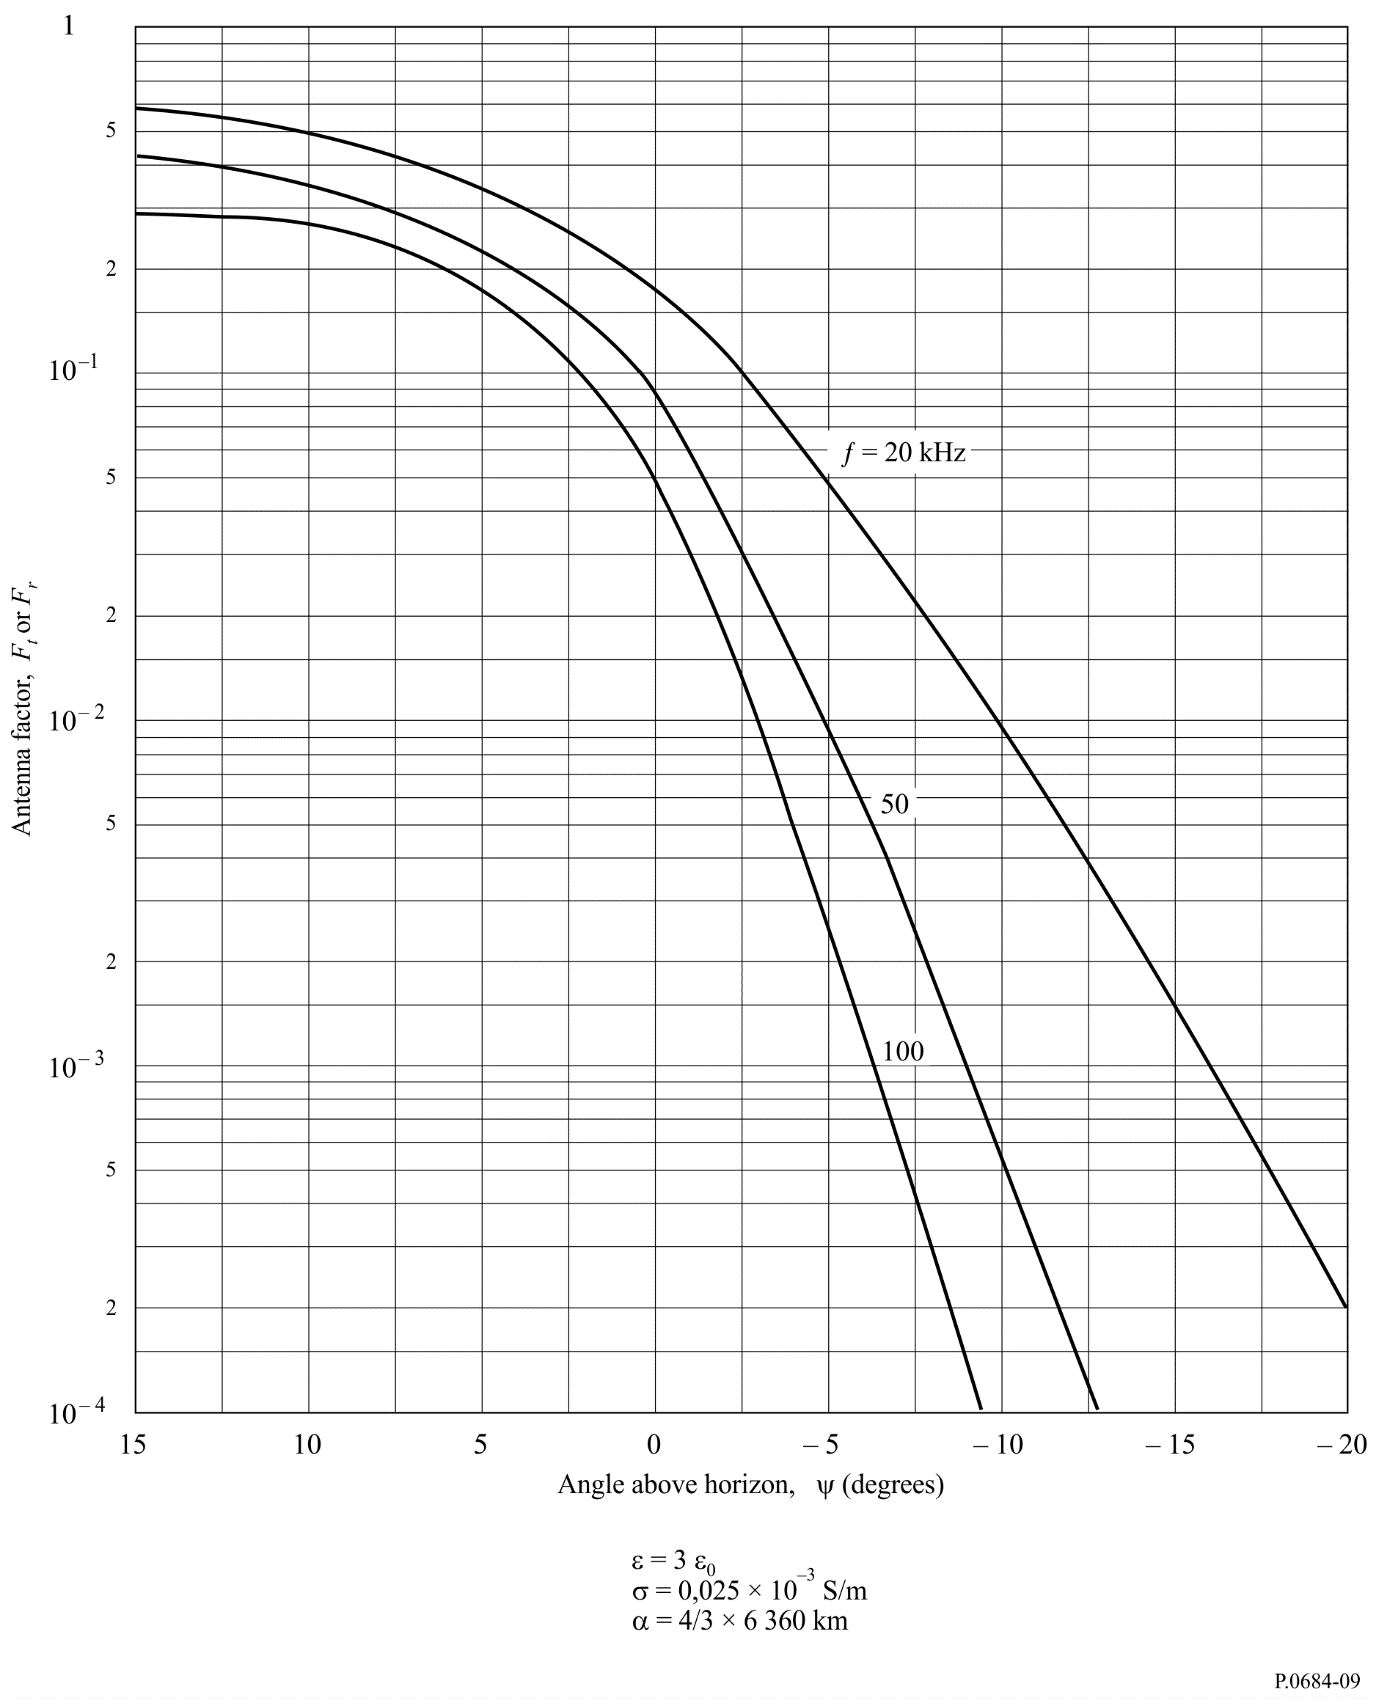 1
5
2
10⁻¹
5
2
10⁻²
5
2
10⁻³
5
2
10⁻⁴
Antenna factor, Fₜ or Fᵣ
f = 20 kHz
50
100
15 10 5 0 – 5 – 10 – 15 – 20
Angle above horizon, ψ (degrees)
ε = 3 ε₀
σ = 0,025 × 10⁻³ S/m
α = 4/3 × 6 360 km
P.0684-09